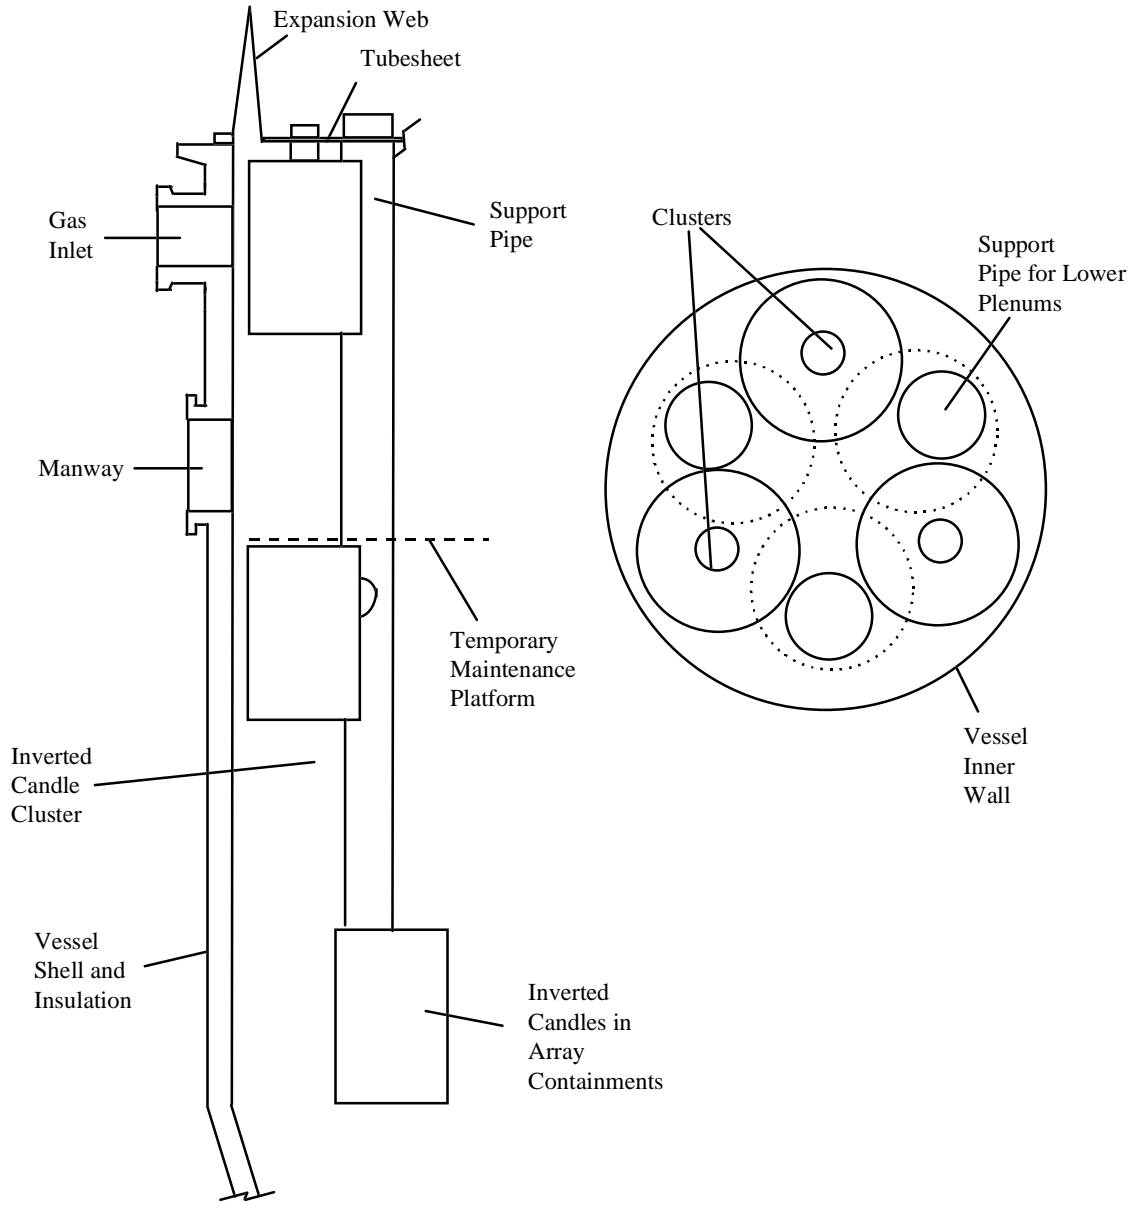 Expansion Web
Tubesheet
Gas
Inlet
Support
Pipe
Manway
Temporary
Maintenance
Platform
Inverted
Candle
Cluster
Vessel
Shell and
Insulation
Inverted
Candles in
Array
Containments
Clusters
Support
Pipe for Lower
Plenums
Vessel
Inner
Wall